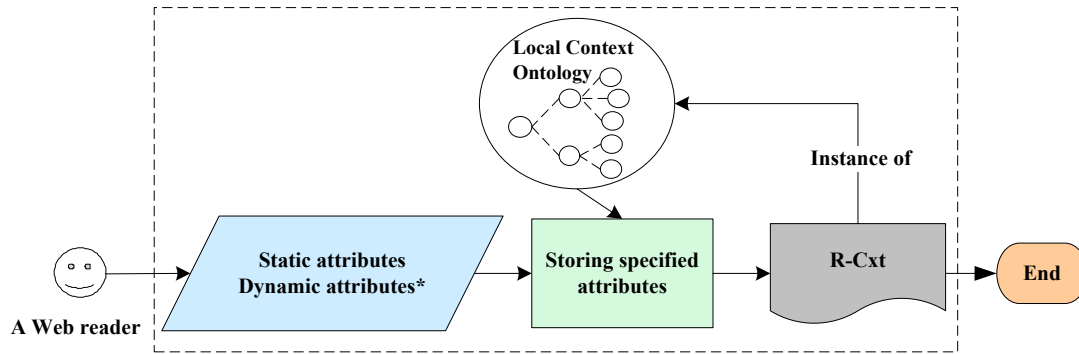 Local Context
Ontology
Instance of
Static attributes
Dynamic attributes*
Storing specified
attributes
R-Cxt
End
A Web reader